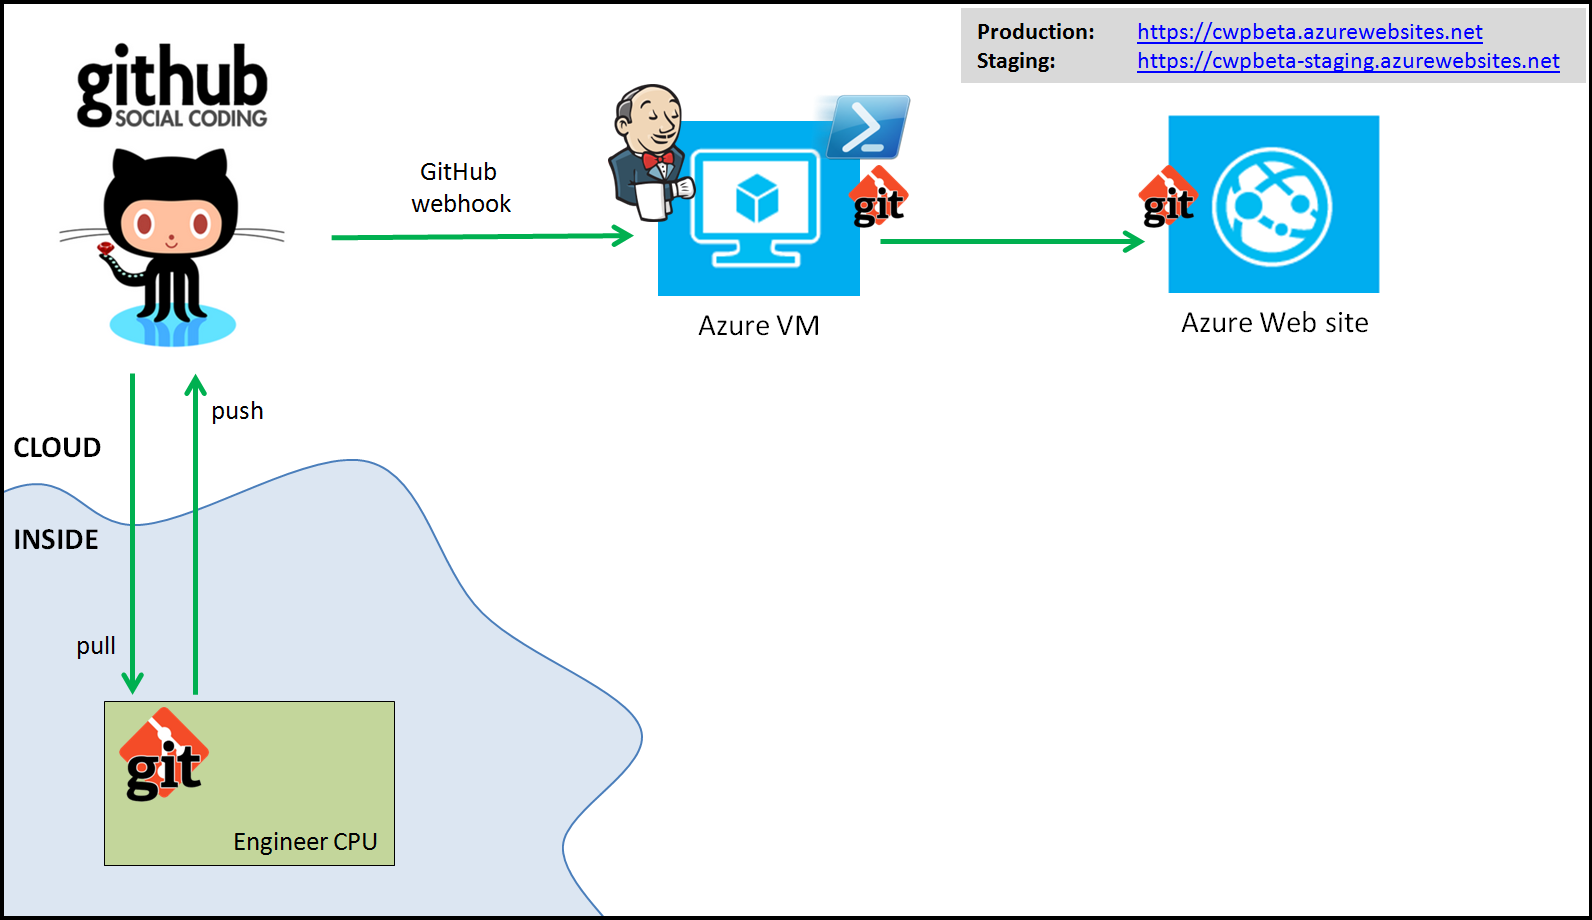 Production: https://cwpbeta.azurewebsites.net
Staging: https://cwpbeta-staging.azurewebsites.net
github
SOCIAL CODING
GitHub
webhook
git
git
Azure VM
Azure Web site
push
CLOUD
INSIDE
pull
git
Engineer CPU